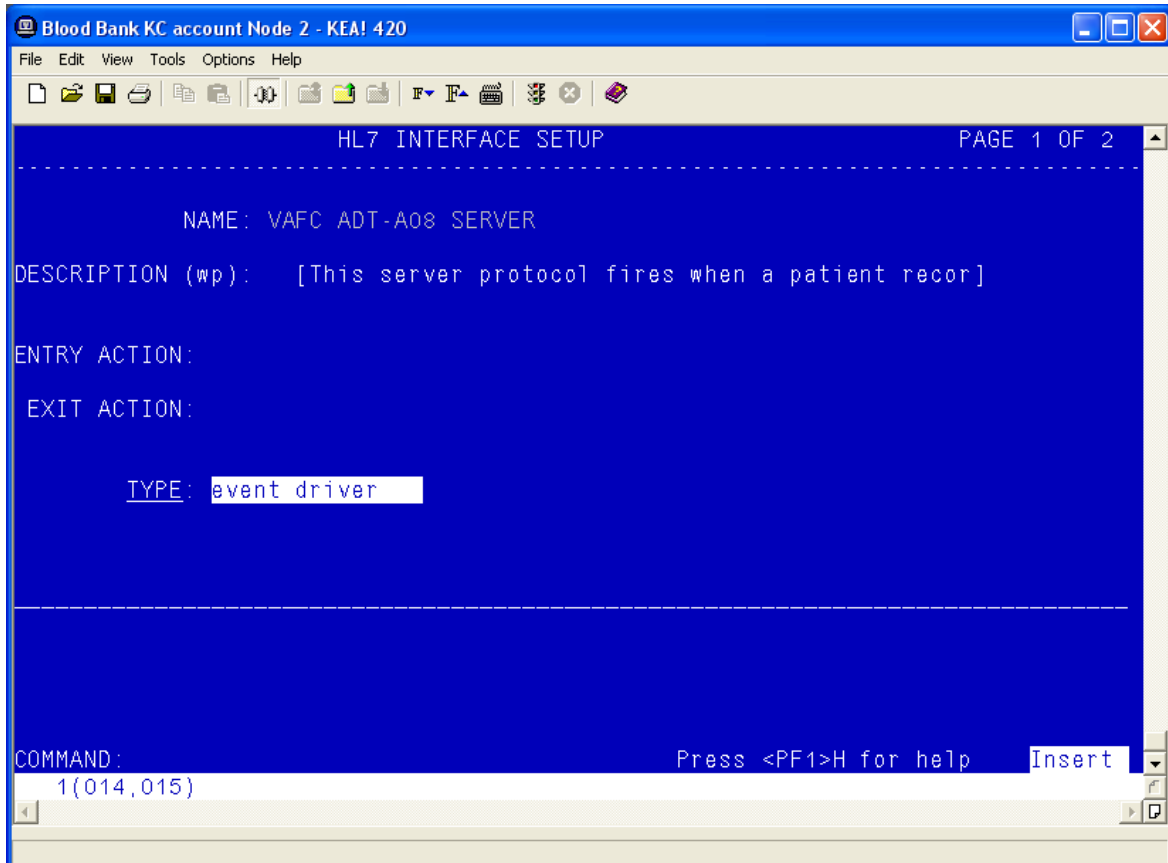 Blood Bank KC account Node 2 - KEA! 420
File Edit View Tools Options Help
HL7 INTERFACE SETUP PAGE 1 OF 2
NAME: VAFC ADT-A08 SERVER
DESCRIPTION (wp): [This server protocol fires when a patient recor]
ENTRY ACTION:
EXIT ACTION:
TYPE: event driver
COMMAND: Press <PF1>H for help Insert
1(014,015)